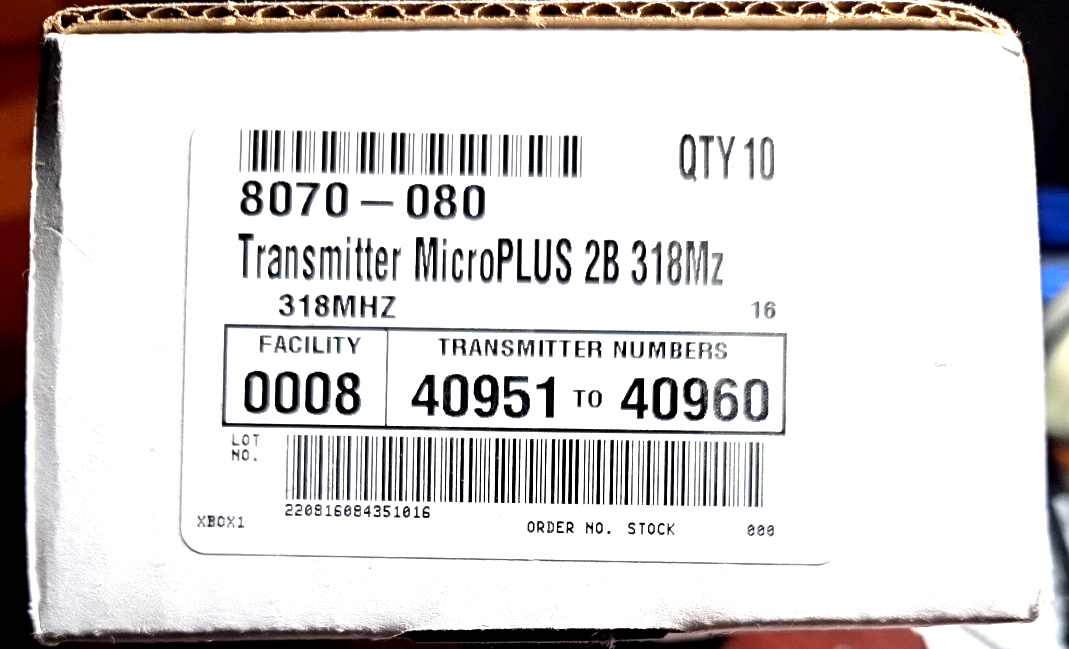 QTY 10
8070-080
Transmitter MicroPLUS 2B 318Mz
318MHZ 16
FACILITY TRANSMITTER NUMBERS
0008 40951 TO 40960
LOT
NO.
220816084351016
XBOX1 ORDER NO. STOCK 000